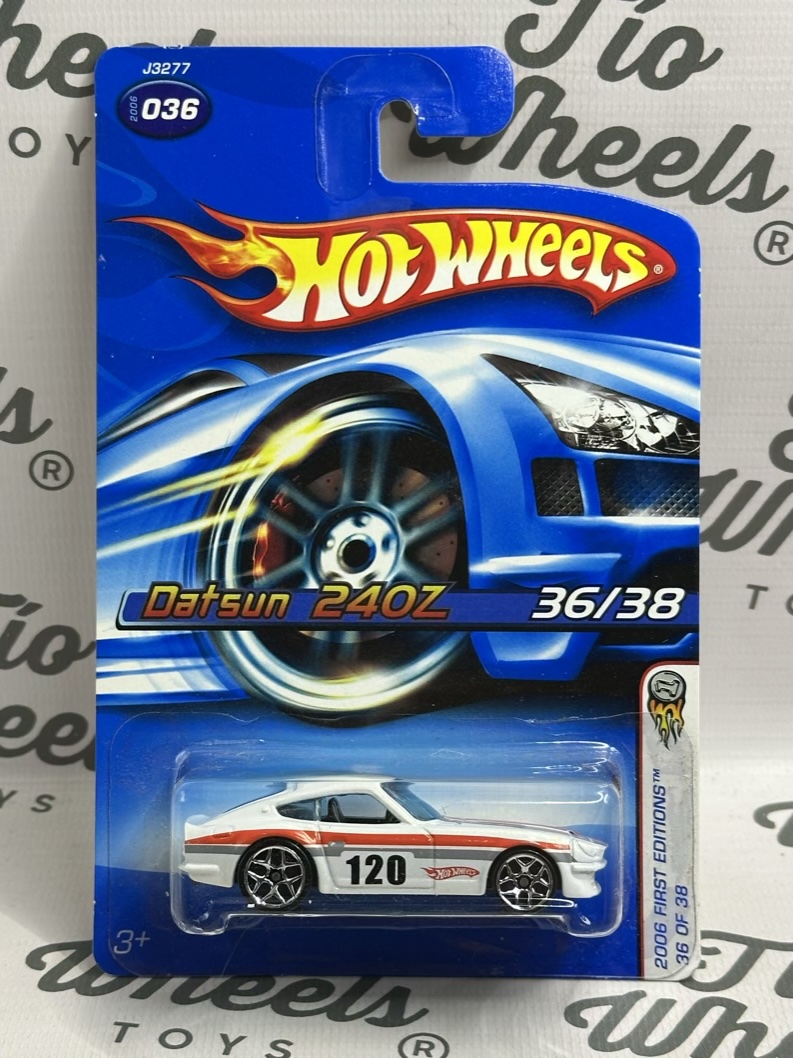 J3277
2006
036
HOT WHEELS®
Datsun 240Z 36/38
120
HOT WHEELS
2006 FIRST EDITIONS™
36 OF 38
3+
Tío
Wheels
TOYS
®